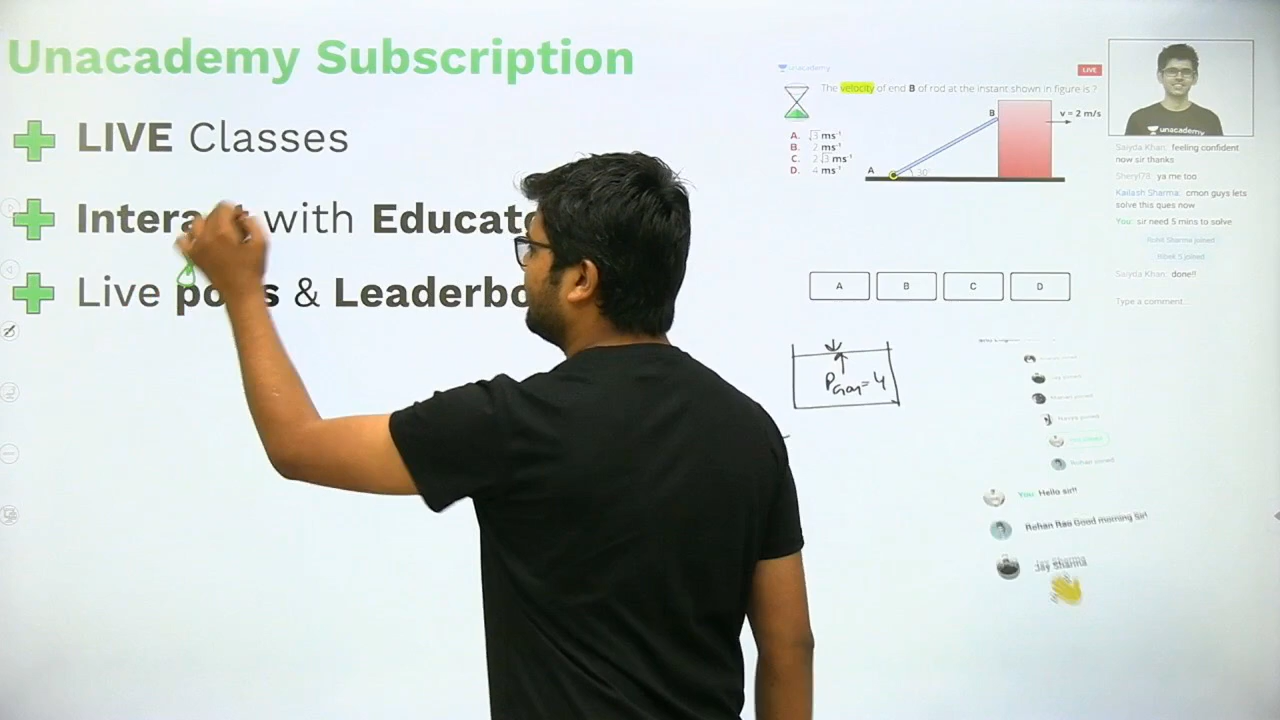 Unacademy Subscription
LIVE Classes
Interact with Educato
Live polls & Leaderbo
unacademy
LIVE
The velocity of end B of rod at the instant shown in figure is ?
A. √3 ms⁻¹
B. 2 ms⁻¹
C. 2√3 ms⁻¹
D. 4 ms⁻¹
B
v = 2 m/s
A
30°
unacademy
Saiyda Khan: feeling confident
now sir thanks
Sheryl78: ya me too
Kailash Sharma: cmon guys lets
solve this ques now
You: sir need 5 mins to solve
Rohit Sharma joined
Saiyda Khan: done!!
Type a comment...
A B C D
You: Hello sir!!
Rohan Rao Good morning Sir!
Jay Sharma